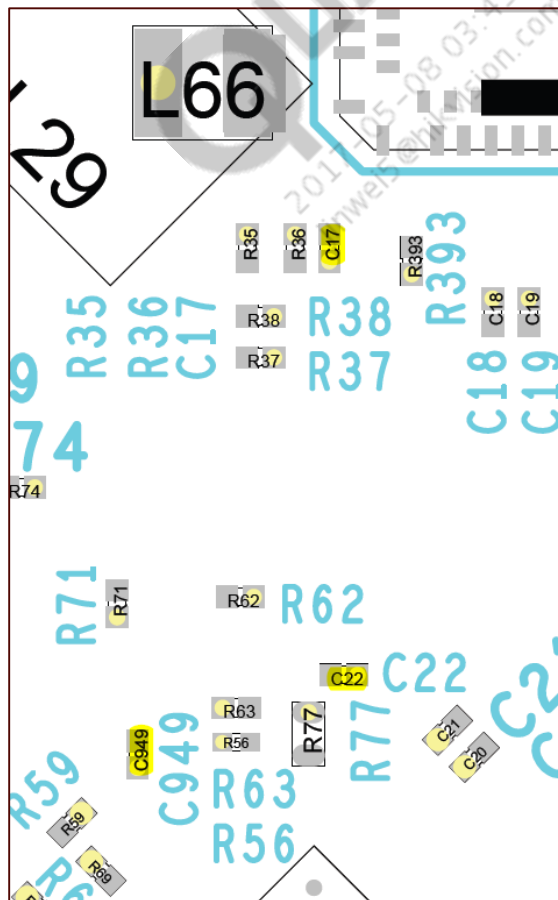 L66
L29
2017-05-08 03:4
inwei5@hikvision.com
R35
R36
C17
R393
R393
C18
C19
R38
R38
R35
R36
C17
R37
R37
C18
C19
9
74
R74
R71
R71
R62
R62
C22
C22
R63
R77
R77
C21
C20
R56
C949
C949
R63
R59
R59
R56
R69